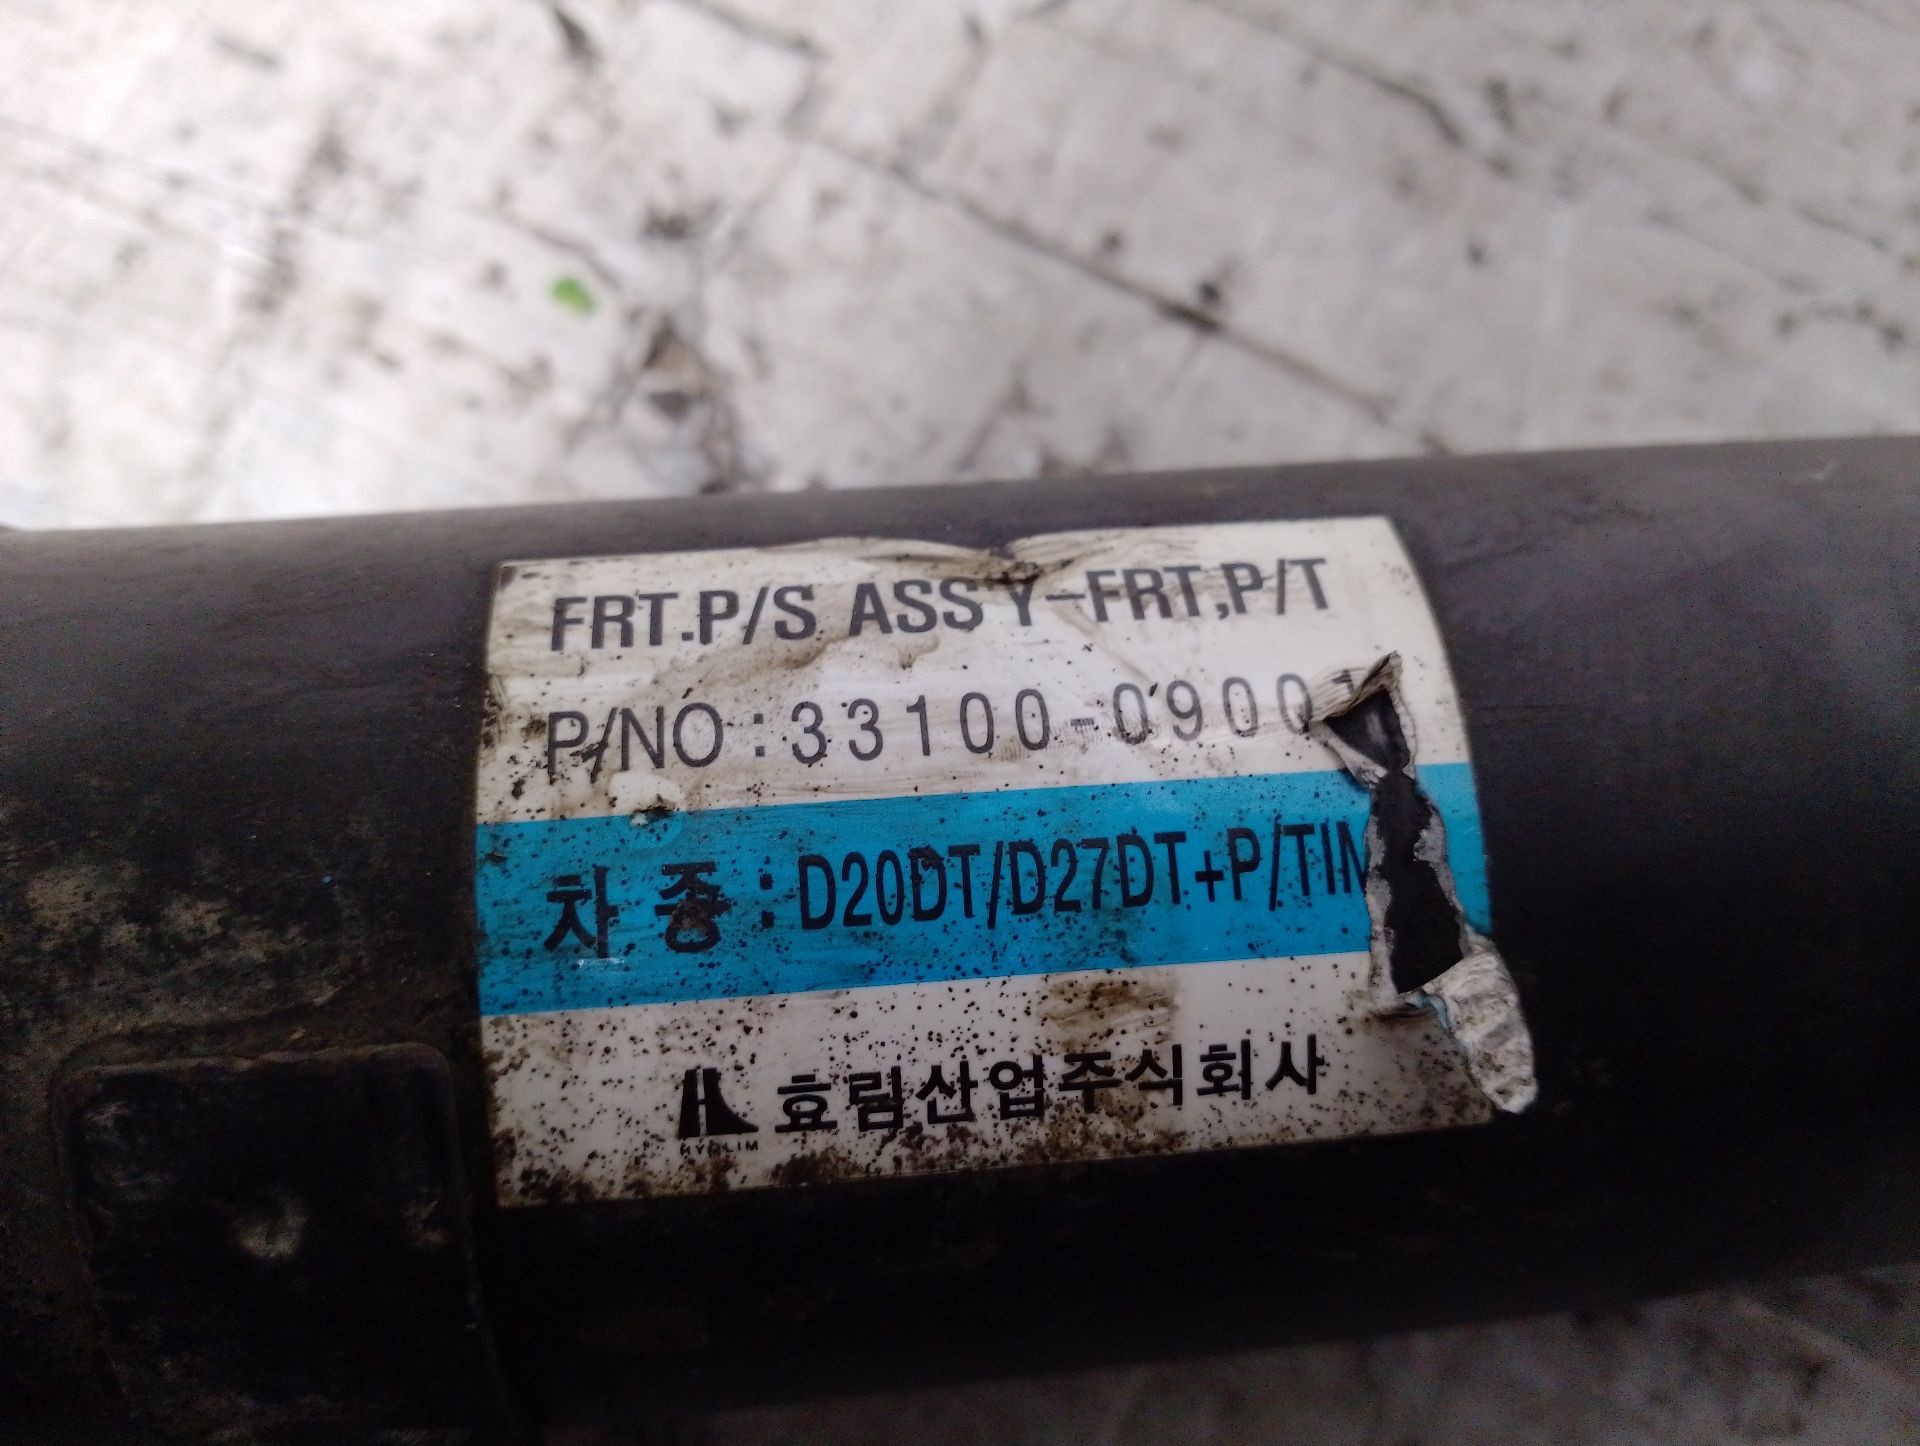 FRT.P/S ASS'Y-FRT,P/T
P/NO : 33100-0900
차 종 : D20DT/D27DT+P/TIM
HYOLIM 효림산업주식회사